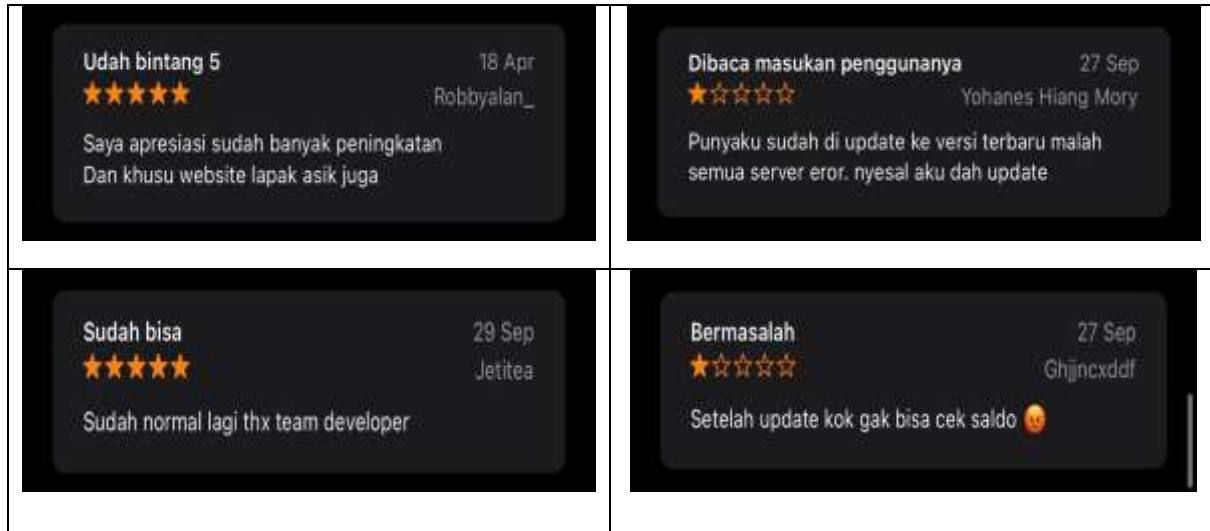 Udah bintang 5
18 Apr
Robbyalan_
Saya apresiasi sudah banyak peningkatan
Dan khusu website lapak asik juga
Dibaca masukan penggunanya
27 Sep
Yohanes Hiang Mory
Punyaku sudah di update ke versi terbaru malah
semua server eror. nyesal aku dah update
Sudah bisa
29 Sep
Jetitea
Sudah normal lagi thx team developer
Bermasalah
27 Sep
Ghjjncxddf
Setelah update kok gak bisa cek saldo 😡